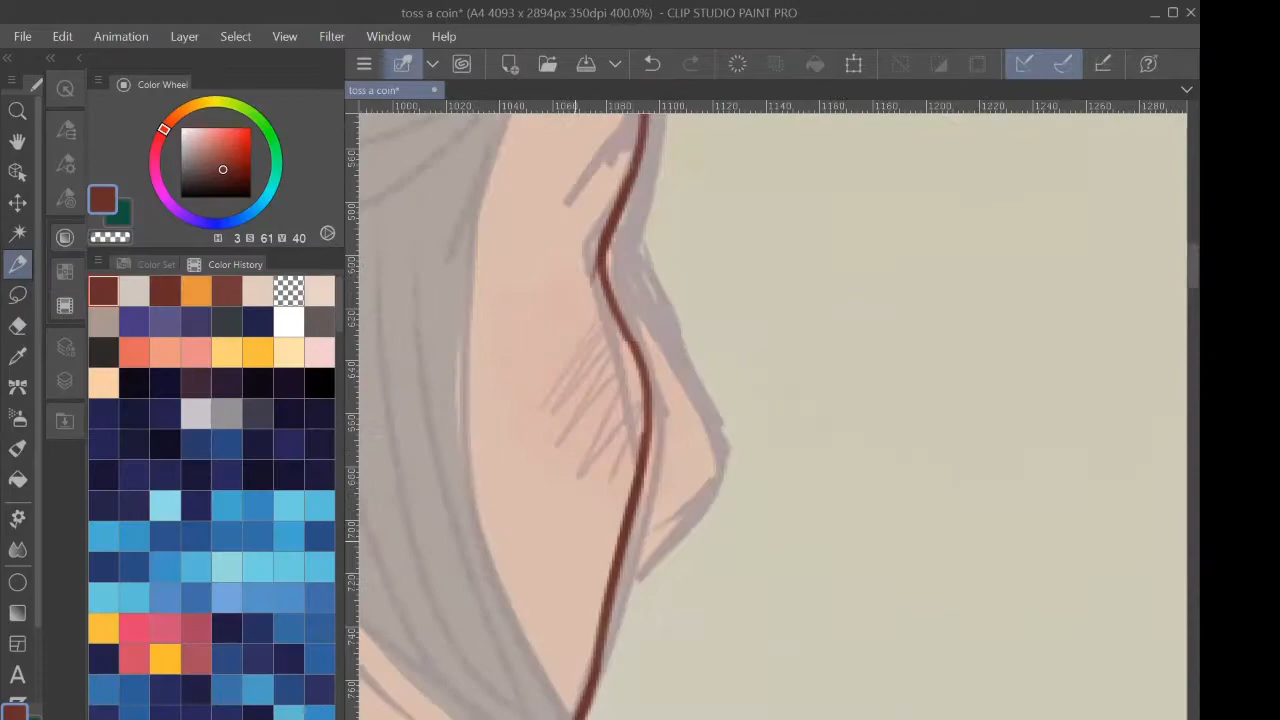 toss a coin* (A4 4093 x 2894px 350dpi 400.0%) - CLIP STUDIO PAINT PRO
File Edit Animation Layer Select View Filter Window Help
Color Wheel
toss a coin*
1000 1020 1040 1060 1080 1100 1120 1140 1160 1180 1200 1220 1240 1260 1280
H 3 S 61 V 40
Color Set Color History